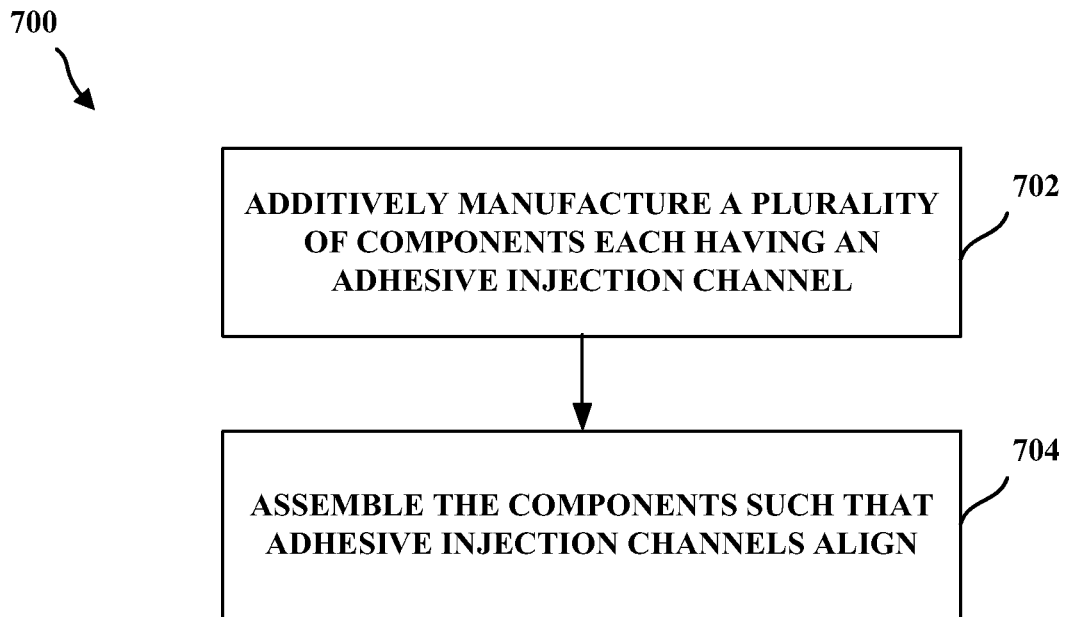 700
ADDITIVELY MANUFACTURE A PLURALITY
OF COMPONENTS EACH HAVING AN
ADHESIVE INJECTION CHANNEL
702
ASSEMBLE THE COMPONENTS SUCH THAT
ADHESIVE INJECTION CHANNELS ALIGN
704